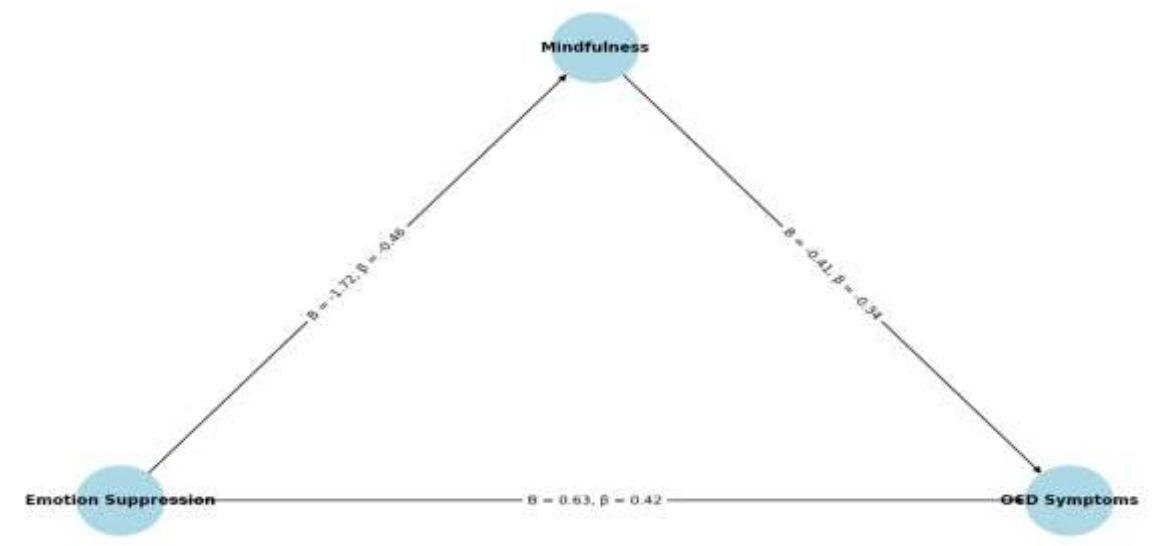 Mindfulness
B = -1.72, β = -0.46
B = -0.41, β = -0.34
Emotion Suppression
B = 0.63, β = 0.42
OCD Symptoms